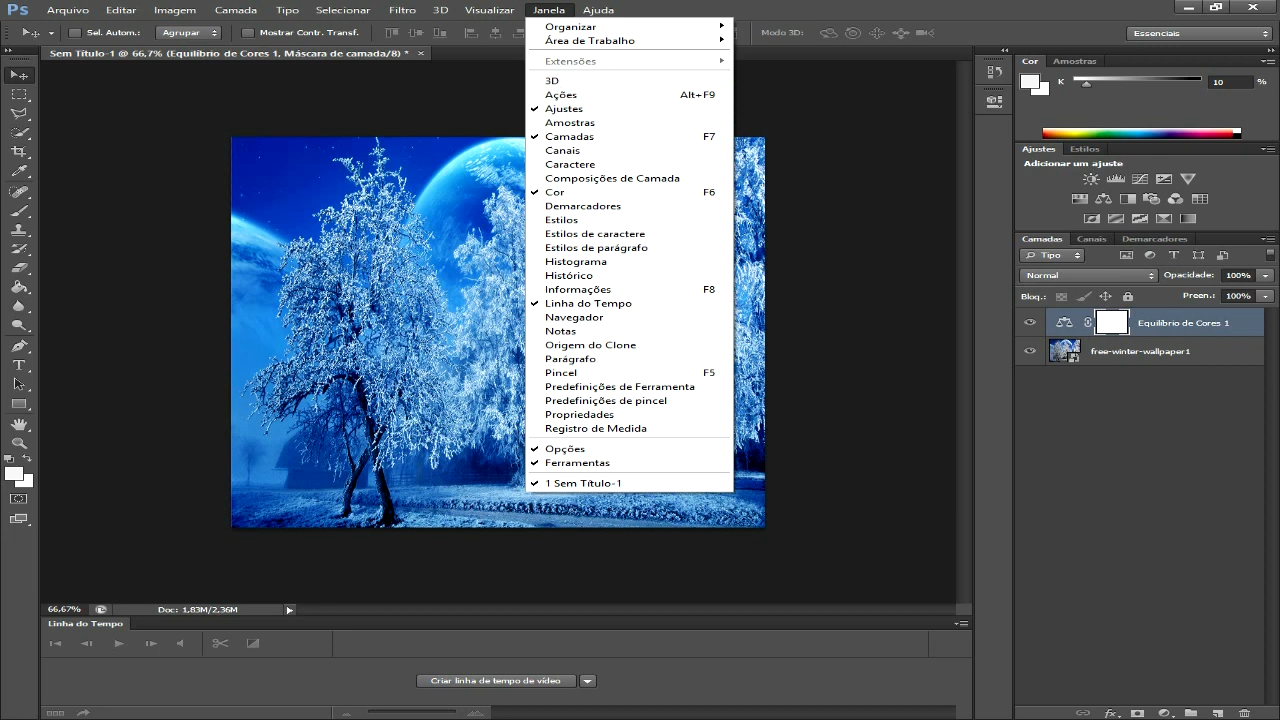 Ps Arquivo Editar Imagem Camada Tipo Selecionar Filtro 3D Visualizar Janela Ajuda
Sel. Autom.: Agrupar Mostrar Contr. Transf. Modo 3D: Essenciais
Sem Título-1 @ 66,7% (Equilíbrio de Cores 1, Máscara de camada/8) * ×
Organizar
Área de Trabalho
Extensões
3D
Ações Alt+F9
Ajustes
Amostras
Camadas F7
Canais
Caractere
Composições de Camada
Cor F6
Demarcadores
Estilos
Estilos de caractere
Estilos de parágrafo
Histograma
Histórico
Informações F8
Linha do Tempo
Navegador
Notas
Origem do Clone
Parágrafo
Pincel F5
Predefinições de Ferramenta
Predefinições de pincel
Propriedades
Registro de Medida
Opções
Ferramentas
1 Sem Título-1
Cor Amostras
K 10 %
Ajustes Estilos
Adicionar um ajuste
Camadas Canais Demarcadores
Tipo
Normal Opacidade: 100%
Bloq.: Preen.: 100%
Equilíbrio de Cores 1
free-winter-wallpaper1
66,67% Doc: 1,83M/2,36M
Linha do Tempo
Criar linha de tempo de vídeo
fx